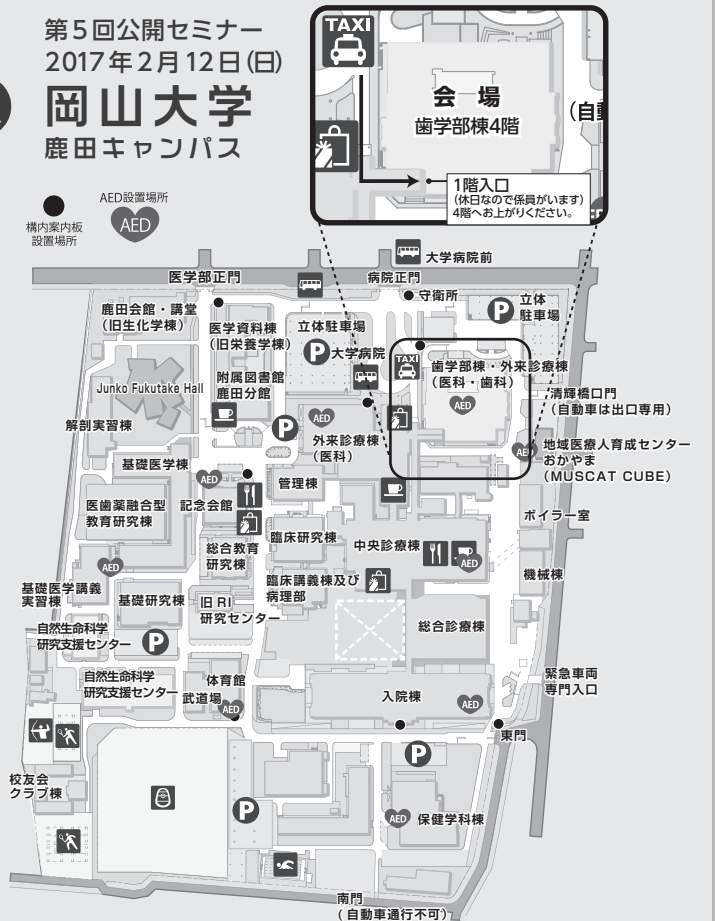 第5回公開セミナー
2017年2月12日(日)
岡山大学
鹿田キャンパス
構内案内板
設置場所
AED設置場所
AED
TAXI
会 場
歯学部棟4階
(自動
1階入口
(休日なので係員がいます)
4階へお上がりください。
大学病院前
医学部正門
病院正門
守衛所
鹿田会館・講堂
(旧生化学棟)
医学資料棟
(旧栄養学棟)
立体駐車場
P
大学病院
TAXI
P
立体
駐車場
歯学部棟・外来診療棟
(医科・歯科)
AED
Junko Fukutake Hall
附属図書館
鹿田分館
P
AED
外来診療棟
(医科)
清輝橋口門
(自動車は出口専用)
解剖実習棟
AED
地域医療人育成センター
おかやま
(MUSCAT CUBE)
基礎医学棟
AED
記念会館
管理棟
医歯薬融合型
教育研究棟
ボイラー室
総合教育
研究棟
臨床研究棟
中央診療棟
AED
AED
機械棟
基礎医学講義
実習棟
基礎研究棟
旧RI
研究センター
臨床講義棟及び
病理部
総合診療棟
自然生命科学
研究支援センター
P
自然生命科学
研究支援センター
体育館
武道場
AED
入院棟
AED
緊急車両
専門入口
東門
P
校友会
クラブ棟
P
AED
保健学科棟
南門
(自動車通行不可)